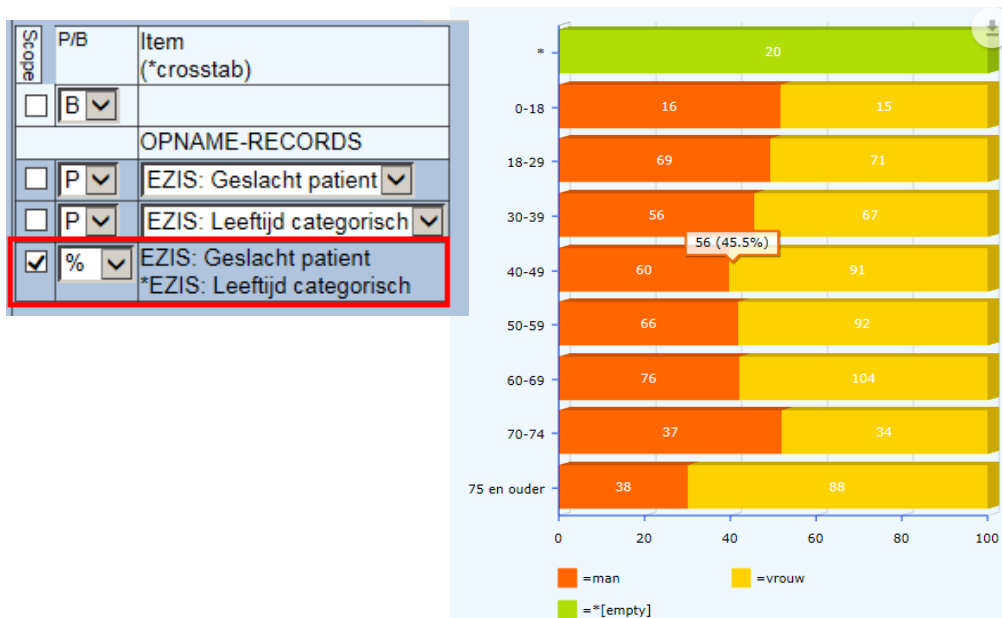 Scope
P/B
Item
(*crosstab)
B
OPNAME-RECORDS
P
EZIS: Geslacht patient
P
EZIS: Leeftijd categorisch
%
EZIS: Geslacht patient
*EZIS: Leeftijd categorisch
*
20
0-18
16
15
18-29
69
71
30-39
56
67
56 (45.5%)
40-49
60
91
50-59
66
92
60-69
76
104
70-74
37
34
75 en ouder
38
88
0 20 40 60 80 100
=man
=vrouw
=*[empty]